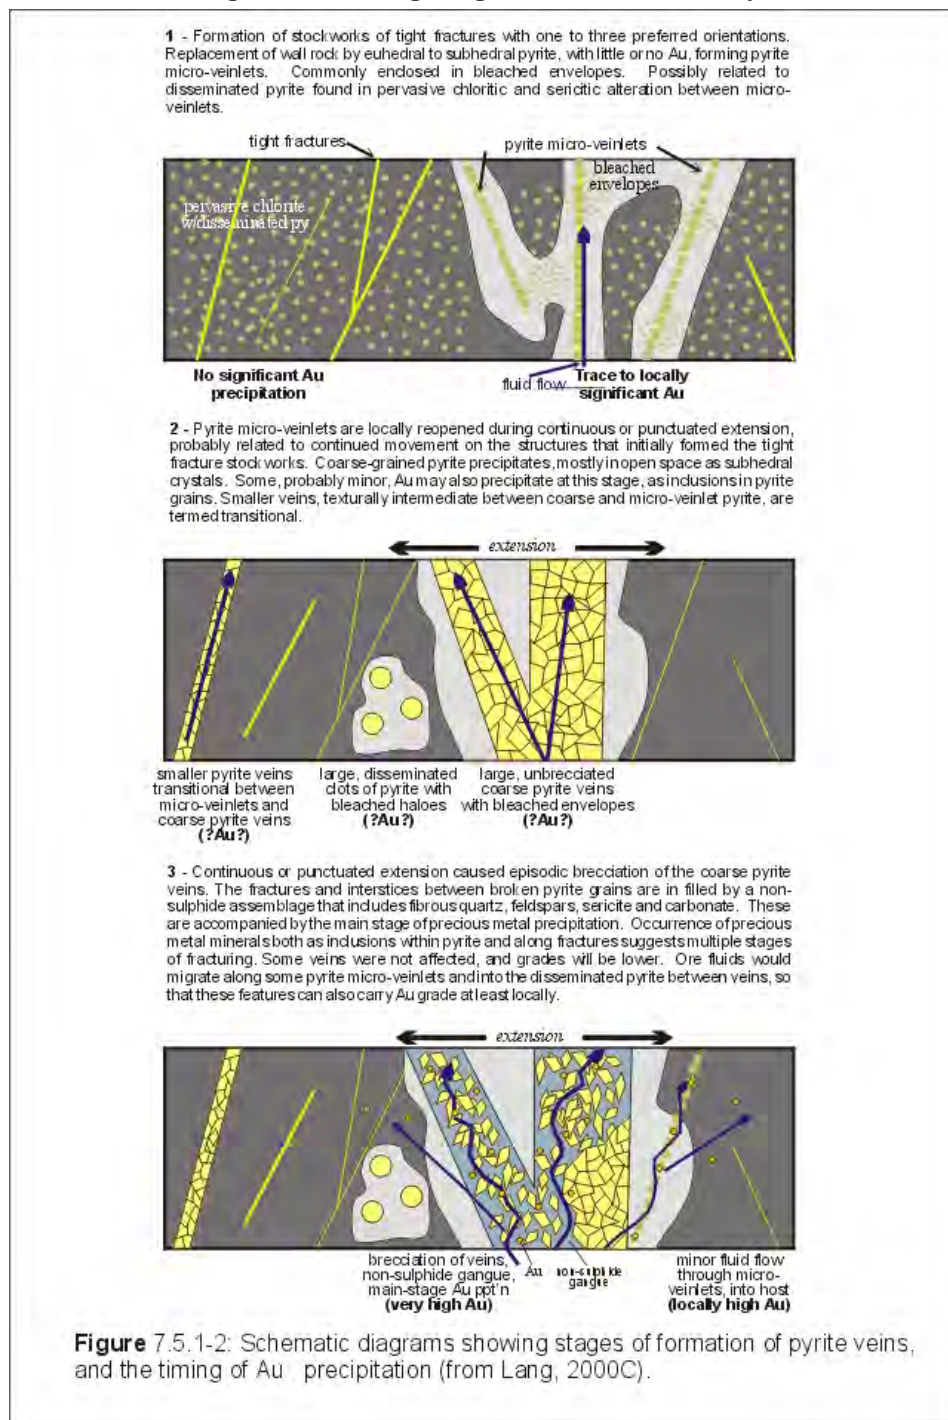 1 - Formation of stockworks of tight fractures with one to three preferred orientations.
Replacement of wall rock by euhedral to subhedral pyrite, with little or no Au, forming pyrite
micro-veinlets. Commonly enclosed in bleached envelopes. Possibly related to
disseminated pyrite found in pervasive chloritic and sericitic alteration between micro-
veinlets.
tight fractures
pyrite micro-veinlets
bleached
envelopes
pervasive chlorite
w/disseminated py
No significant Au
precipitation
fluid flow
Trace to locally
significant Au
2 - Pyrite micro-veinlets are locally reopened during continuous or punctuated extension,
probably related to continued movement on the structures that initially formed the tight
fracture stockworks. Coarse-grained pyrite precipitates, mostly in open space as subhedral
crystals. Some, probably minor, Au may also precipitate at this stage, as inclusions in pyrite
grains. Smaller veins, texturally intermediate between coarse and micro-veinlet pyrite, are
termed transitional.
extension
smaller pyrite veins
transitional between
micro-veinlets and
coarse pyrite veins
(?Au?)
large, disseminated
clots of pyrite with
bleached haloes
(?Au?)
large, unbrecciated
coarse pyrite veins
with bleached envelopes
(?Au?)
3 - Continuous or punctuated extension caused episodic brecciation of the coarse pyrite
veins. The fractures and interstices between broken pyrite grains are in filled by a non-
sulphide assemblage that includes fibrous quartz, feldspars, sericite and carbonate. These
are accompanied by the main stage of precious metal precipitation. Occurrence of precious
metal minerals both as inclusions within pyrite and along fractures suggests multiple stages
of fracturing. Some veins were not affected, and grades will be lower. Ore fluids would
migrate along some pyrite micro-veinlets and into the disseminated pyrite between veins, so
that these features can also carry Au grade at least locally.
extension
brecciation of veins,
non-sulphide gangue,
main-stage Au ppt'n
(very high Au)
Au
non-sulphide
gangue
minor fluid flow
through micro-
veinlets, into host
(locally high Au)
Figure 7.5.1-2: Schematic diagrams showing stages of formation of pyrite veins,
and the timing of Au precipitation (from Lang, 2000C).